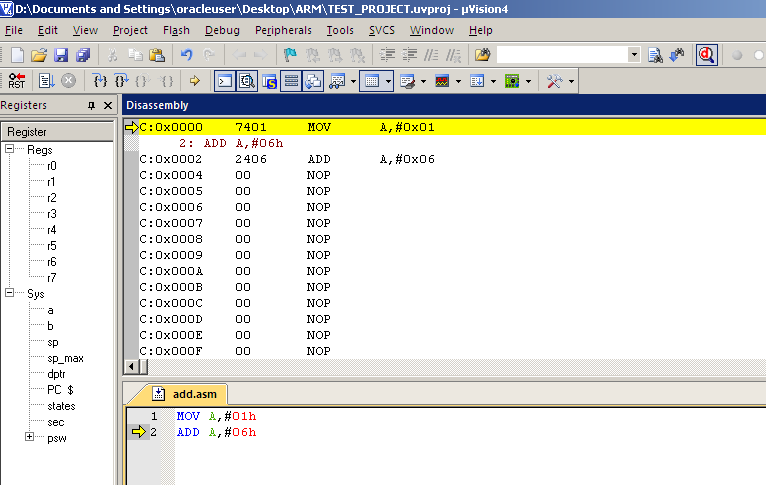 D:\Documents and Settings\oracleuser\Desktop\ARM\TEST_PROJECT.uvproj - µVision4
File Edit View Project Flash Debug Peripherals Tools SVCS Window Help
RST
Registers
Disassembly
Register
Regs
r0
r1
r2
r3
r4
r5
r6
r7
Sys
a
b
sp
sp_max
dptr
PC $
states
sec
psw
C:0x0000 7401 MOV A,#0x01
2: ADD A,#06h
C:0x0002 2406 ADD A,#0x06
C:0x0004 00 NOP
C:0x0005 00 NOP
C:0x0006 00 NOP
C:0x0007 00 NOP
C:0x0008 00 NOP
C:0x0009 00 NOP
C:0x000A 00 NOP
C:0x000B 00 NOP
C:0x000C 00 NOP
C:0x000D 00 NOP
C:0x000E 00 NOP
C:0x000F 00 NOP
add.asm
1 MOV A,#01h
2 ADD A,#06h